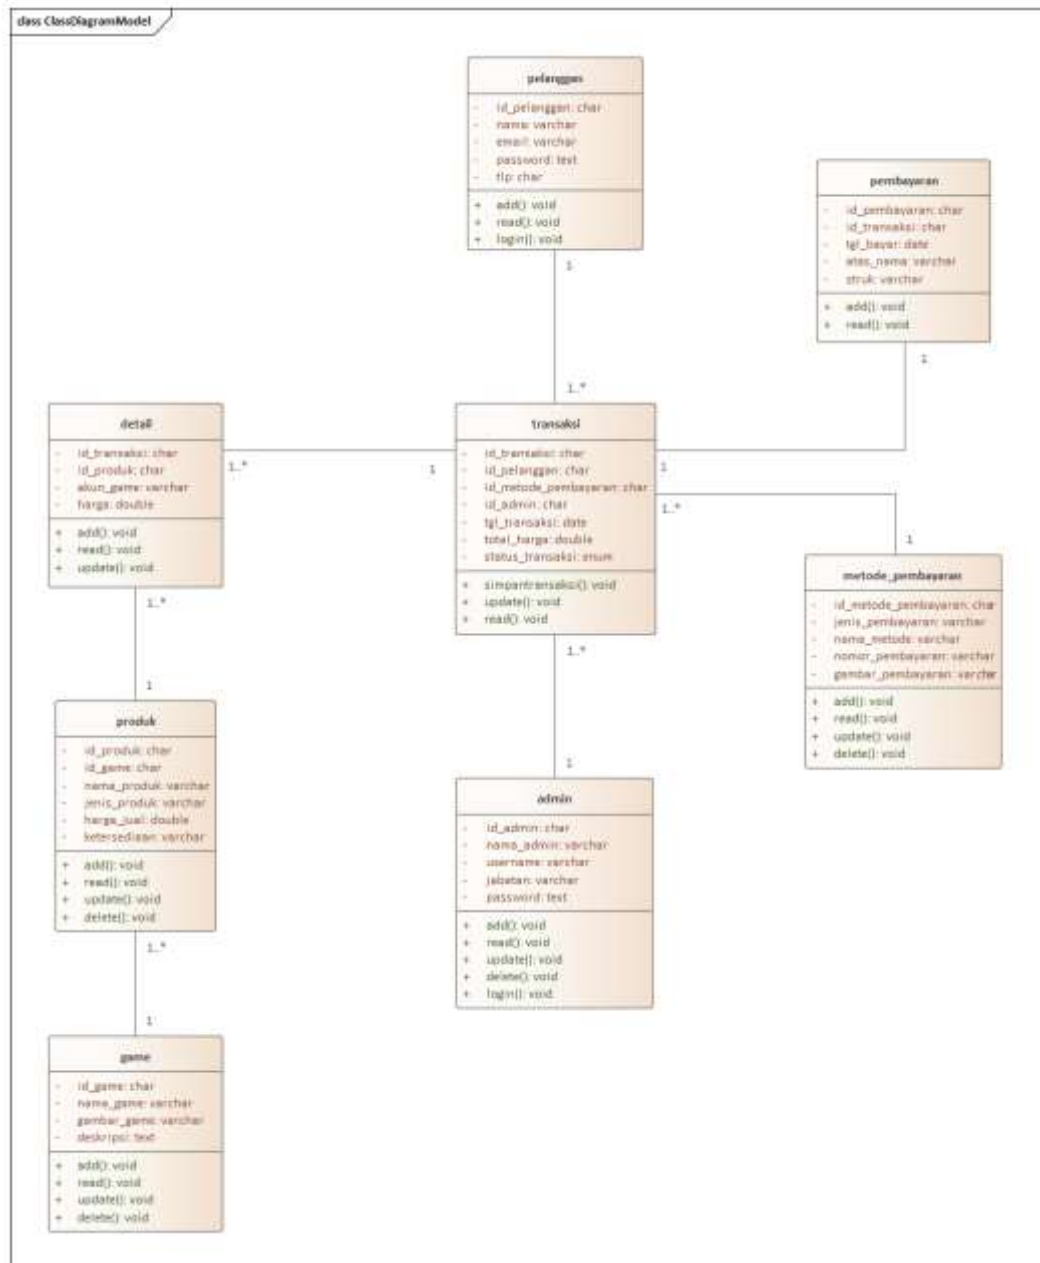 class ClassDiagramModel
pelanggan
- id_pelanggan: char
- nama: varchar
- email: varchar
- password: text
- tlp: char
+ add(): void
+ read(): void
+ login(): void
1
1..*
pembayaran
- id_pembayaran: char
- id_transaksi: char
- tgl_bayar: date
- atas_nama: varchar
- struk: varchar
+ add(): void
+ read(): void
1
1
detail
- id_transaksi: char
- id_produk: char
- akun_game: varchar
- harga: double
+ add(): void
+ read(): void
+ update(): void
1..*
1
1..*
1
transaksi
- id_transaksi: char
- id_pelanggan: char
- id_metode_pembayaran: char
- id_admin: char
- tgl_transaksi: date
- total_harga: double
- status_transaksi: enum
+ simpantransaksi(): void
+ update(): void
+ read(): void
1..*
1
1..*
1
metode_pembayaran
- id_metode_pembayaran: char
- jenis_pembayaran: varchar
- nama_metode: varchar
- nomor_pembayaran: varchar
- gambar_pembayaran: varchar
+ add(): void
+ read(): void
+ update(): void
+ delete(): void
produk
- id_produk: char
- id_game: char
- nama_produk: varchar
- jenis_produk: varchar
- harga_jual: double
- ketersediaan: varchar
+ add(): void
+ read(): void
+ update(): void
+ delete(): void
1..*
1
admin
- id_admin: char
- nama_admin: varchar
- username: varchar
- jabatan: varchar
- password: text
+ add(): void
+ read(): void
+ update(): void
+ delete(): void
+ login(): void
game
- id_game: char
- nama_game: varchar
- gambar_game: varchar
- deskripsi: text
+ add(): void
+ read(): void
+ update(): void
+ delete(): void